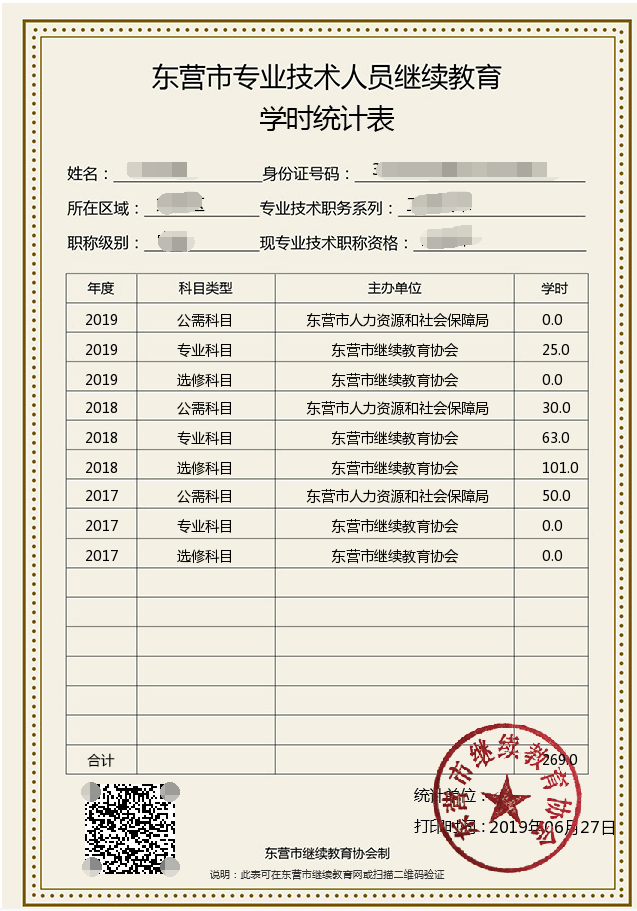 东营市专业技术人员继续教育
学时统计表
姓名： 身份证号码：
所在区域： 专业技术职务系列：
职称级别： 现专业技术职称资格：
年度 科目类型 主办单位 学时
2019 公需科目 东营市人力资源和社会保障局 0.0
2019 专业科目 东营市继续教育协会 25.0
2019 选修科目 东营市继续教育协会 0.0
2018 公需科目 东营市人力资源和社会保障局 30.0
2018 专业科目 东营市继续教育协会 63.0
2018 选修科目 东营市继续教育协会 101.0
2017 公需科目 东营市人力资源和社会保障局 50.0
2017 专业科目 东营市继续教育协会 0.0
2017 选修科目 东营市继续教育协会 0.0
合计 269.0
东营市继续教育协会
统计单位：
打印时间：2019年06月27日
东营市继续教育协会制
说明：此表可在东营市继续教育网或扫描二维码验证